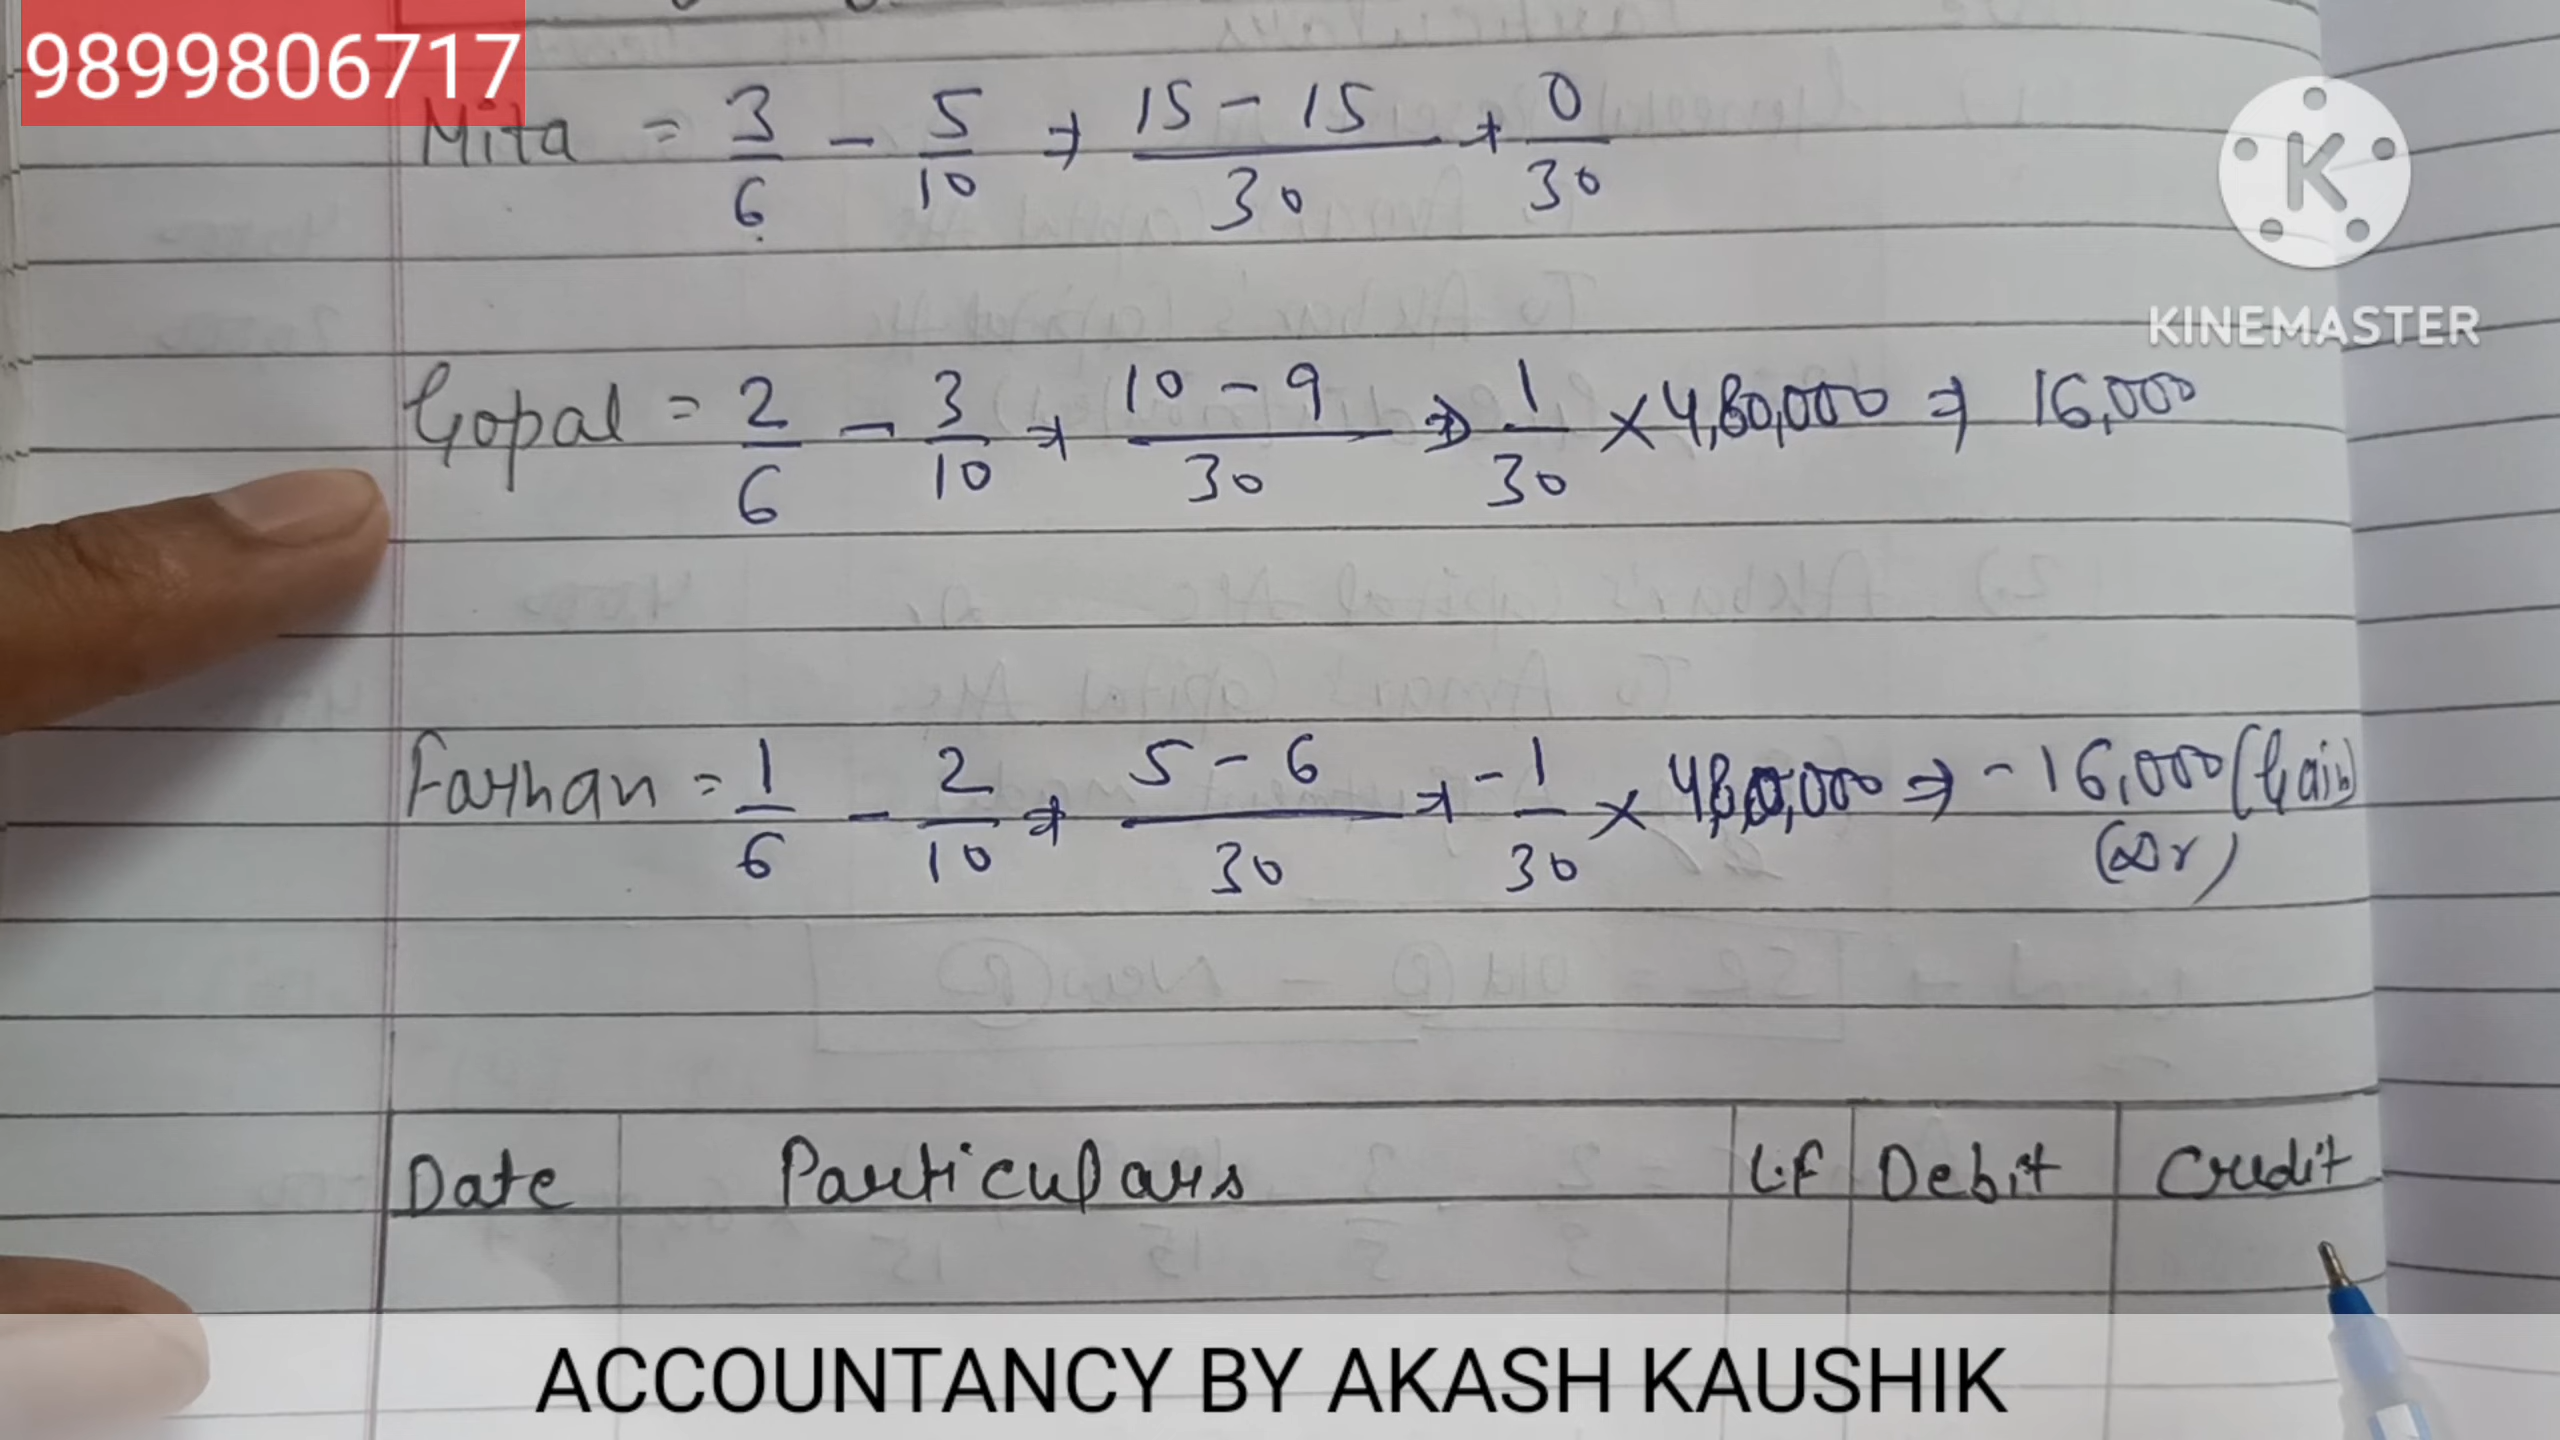 9899806717
Mita = 3/6 - 5/10 ⇒ 15 - 15/30 ⇒ 0/30
KINEMASTER
Gopal = 2/6 - 3/10 ⇒ 10 - 9/30 ⇒ 1/30 × 4,80,000 ⇒ 16,000
Farhan = 1/6 - 2/10 ⇒ 5 - 6/30 ⇒ -1/30 × 4,80,000 ⇒ -16,000 (Gain)
(Dr)
Date Particulars L.F Debit Credit
ACCOUNTANCY BY AKASH KAUSHIK